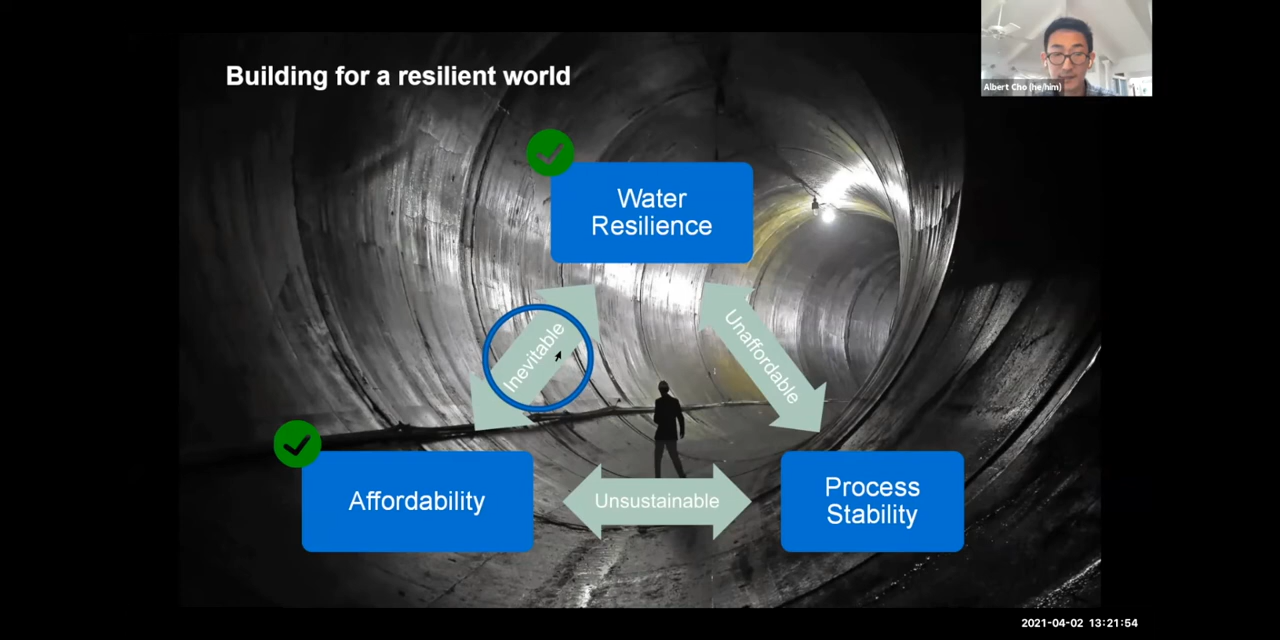 Building for a resilient world
Albert Cho (he/him)
Water
Resilience
Inevitable
Unaffordable
Affordability
Unsustainable
Process
Stability
2021-04-02 13:21:54